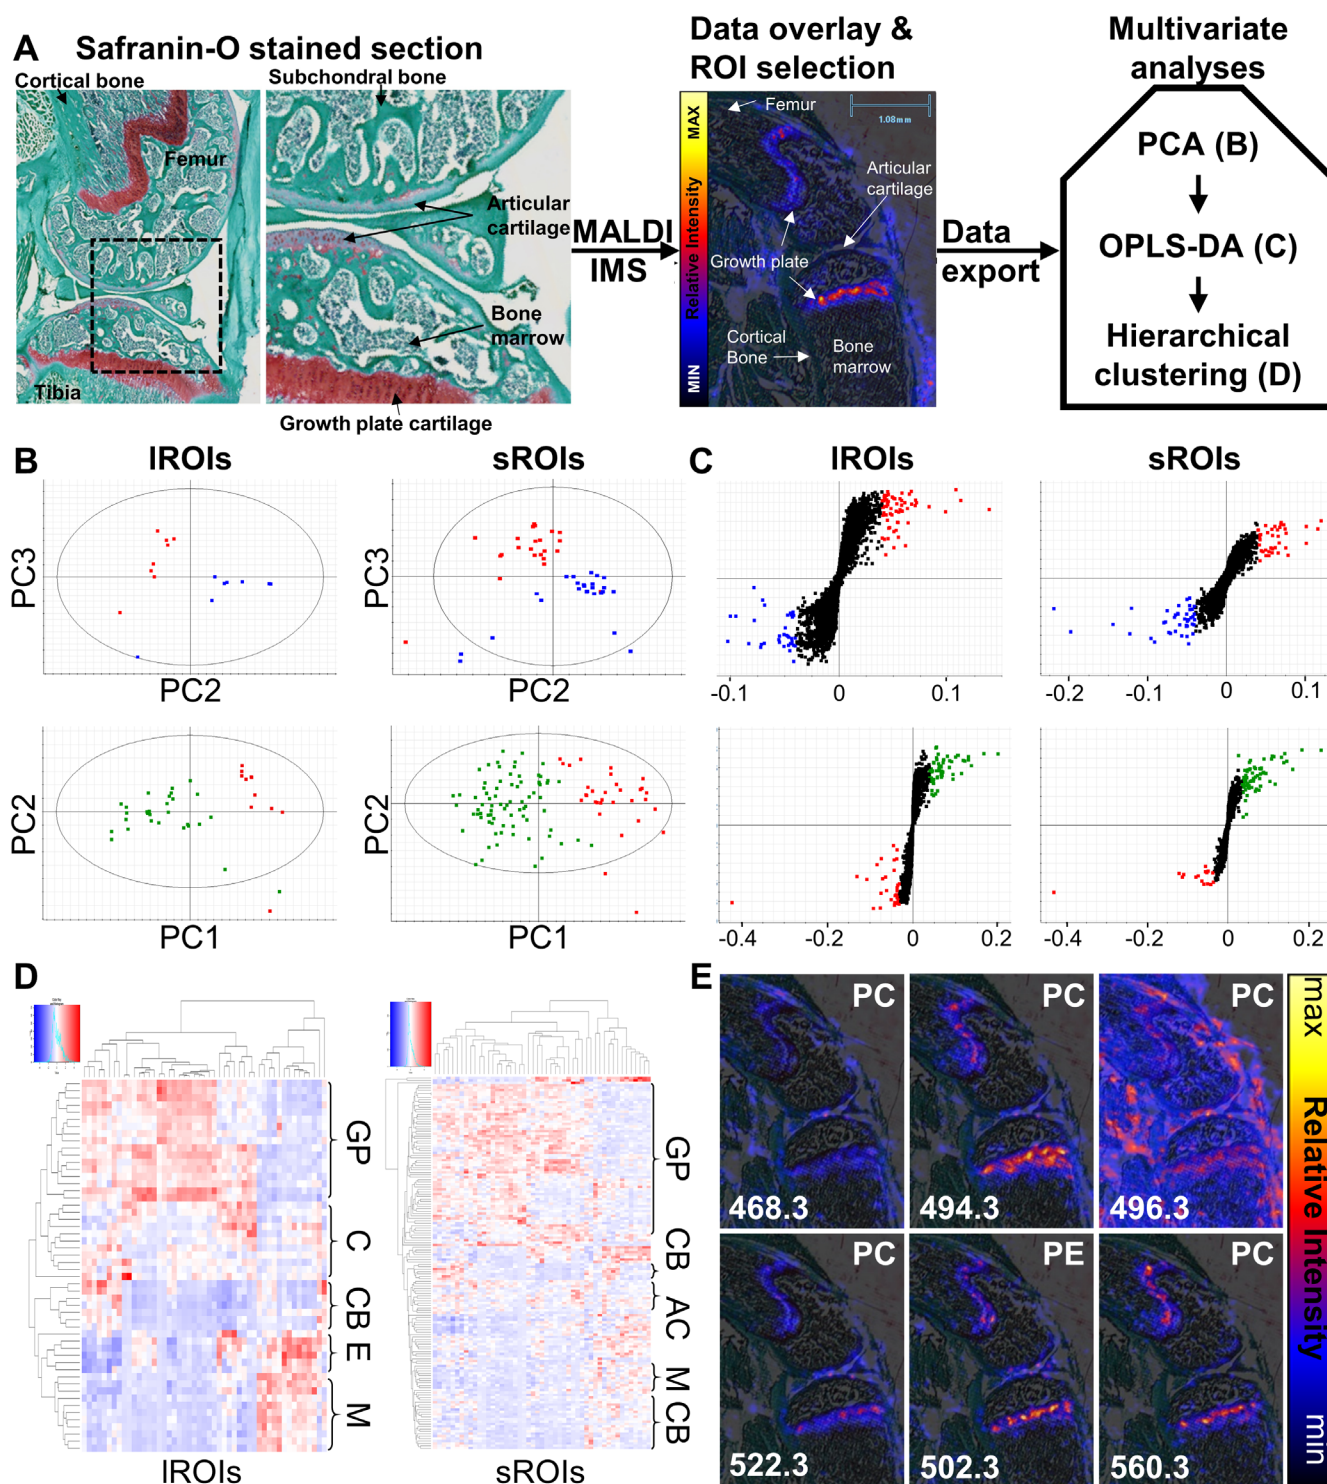 A
Safranin-O stained section
Cortical bone
Subchondral bone
Femur
Articular
cartilage
Bone
marrow
Tibia
Growth plate cartilage
MALDI
IMS
Data overlay &
ROI selection
MAX
Relative Intensity
MIN
Femur
1.08mm
Articular
cartilage
Growth plate
Cortical
Bone
Bone
marrow
Data
export
Multivariate
analyses
PCA (B)
OPLS-DA (C)
Hierarchical
clustering (D)
B
lROIs
sROIs
PC3
PC2
PC3
PC2
PC2
PC1
PC2
PC1
C
lROIs
sROIs
-0.1
0
0.1
-0.2
-0.1
0
0.1
-0.4
-0.2
0
0.2
-0.4
-0.2
0
0.2
D
GP
C
CB
E
M
lROIs
GP
CB
AC
M
CB
sROIs
E
PC
468.3
PC
494.3
PC
496.3
PC
522.3
PE
502.3
PC
560.3
max
Relative Intensity
min